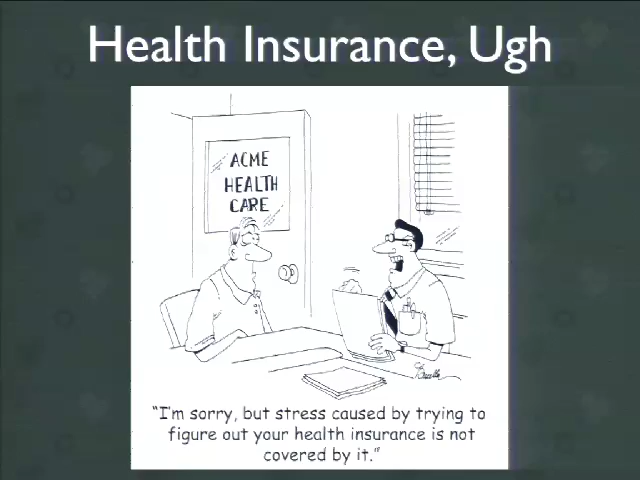 Health Insurance, Ugh
ACME
HEALTH
CARE
"I'm sorry, but stress caused by trying to
figure out your health insurance is not
covered by it."